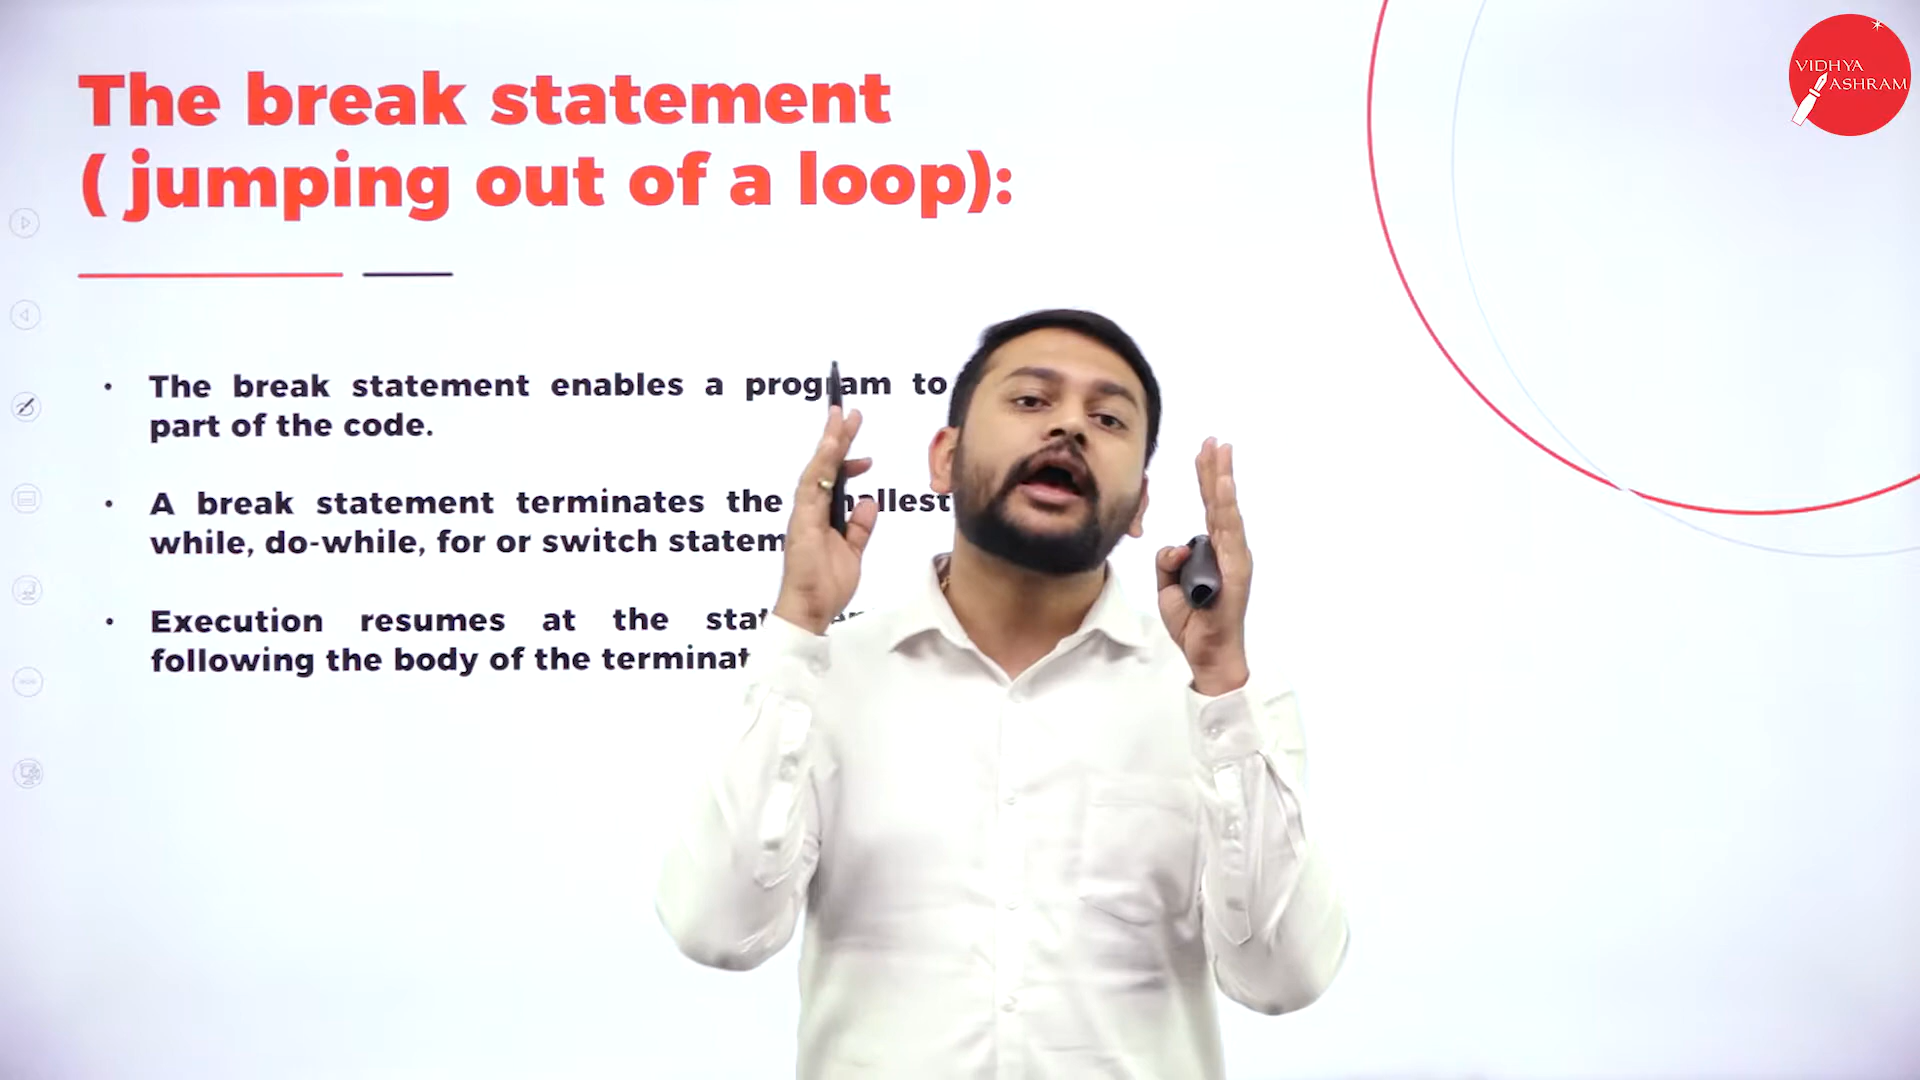 The break statement
( jumping out of a loop):
The break statement enables a program to
part of the code.
A break statement terminates the
while, do-while, for or switch
Execution resumes at the
following the body of the
VIDHYA
ASHRAM